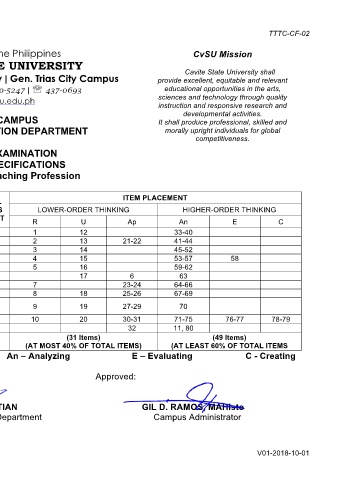 TTTC-CF-02
he Philippines
E UNIVERSITY
y | Gen. Trias City Campus
0-5247 | ☏ 437-0693
u.edu.ph
CAMPUS
TION DEPARTMENT
CvSU Mission
Cavite State University shall
provide excellent, equitable and relevant
educational opportunities in the arts,
sciences and technology through quality
instruction and responsive research and
developmental activities.
It shall produce professional, skilled and
morally upright individuals for global
competitiveness.
XAMINATION
PECIFICATIONS
eaching Profession
ITEM PLACEMENT
S
T
LOWER-ORDER THINKING HIGHER-ORDER THINKING
R U Ap An E C
1 12 33-40
2 13 21-22 41-44
3 14 45-52
4 15 53-57 58
5 16 59-62
17 6 63
7 23-24 64-66
8 18 25-26 67-69
9 19 27-29 70
10 20 30-31 71-75 76-77 78-79
32 11, 80
(31 Items) (49 Items)
(AT MOST 40% OF TOTAL ITEMS) (AT LEAST 60% OF TOTAL ITEMS
An – Analyzing E – Evaluating C - Creating
Approved:
TIAN GIL D. RAMOS, MAHiste
Department Campus Administrator
V01-2018-10-01